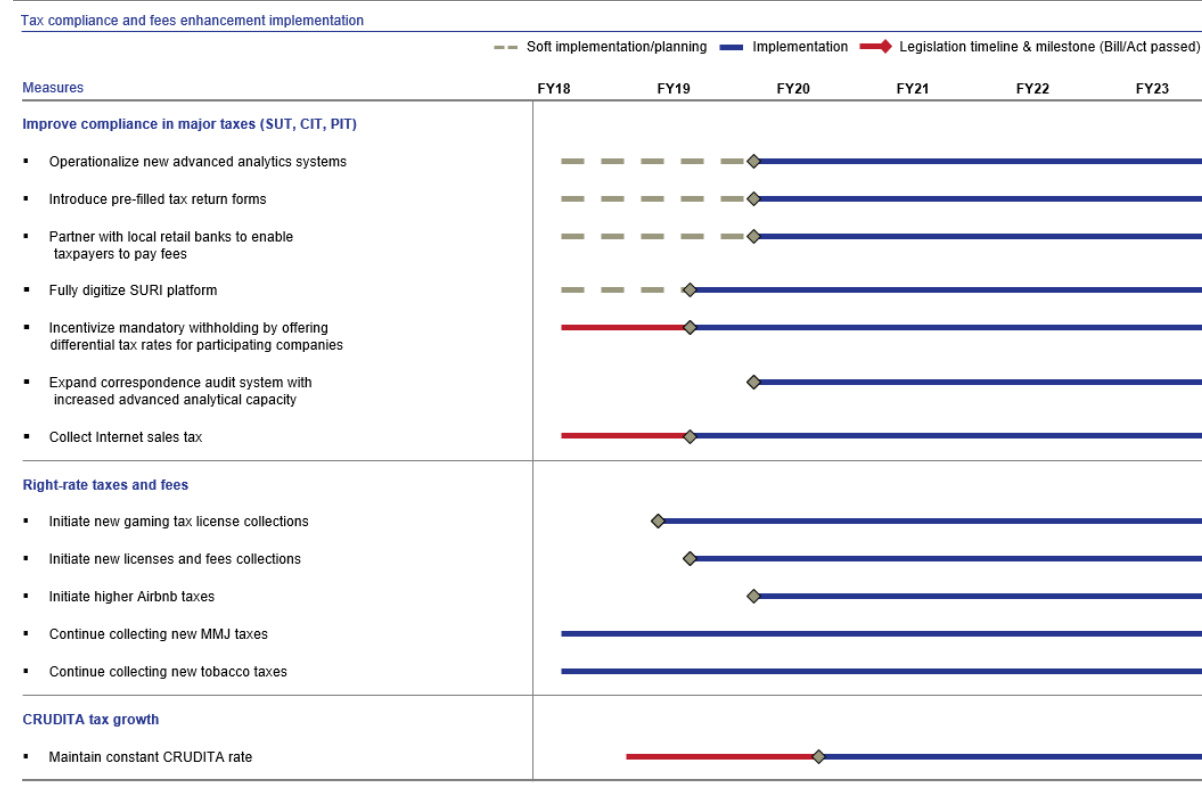 Tax compliance and fees enhancement implementation
Soft implementation/planning Implementation Legislation timeline & milestone (Bill/Act passed)
Measures FY18 FY19 FY20 FY21 FY22 FY23
Improve compliance in major taxes (SUT, CIT, PIT)
▪ Operationalize new advanced analytics systems
▪ Introduce pre-filled tax return forms
▪ Partner with local retail banks to enable
taxpayers to pay fees
▪ Fully digitize SURI platform
▪ Incentivize mandatory withholding by offering
differential tax rates for participating companies
▪ Expand correspondence audit system with
increased advanced analytical capacity
▪ Collect Internet sales tax
Right-rate taxes and fees
▪ Initiate new gaming tax license collections
▪ Initiate new licenses and fees collections
▪ Initiate higher Airbnb taxes
▪ Continue collecting new MMJ taxes
▪ Continue collecting new tobacco taxes
CRUDITA tax growth
▪ Maintain constant CRUDITA rate